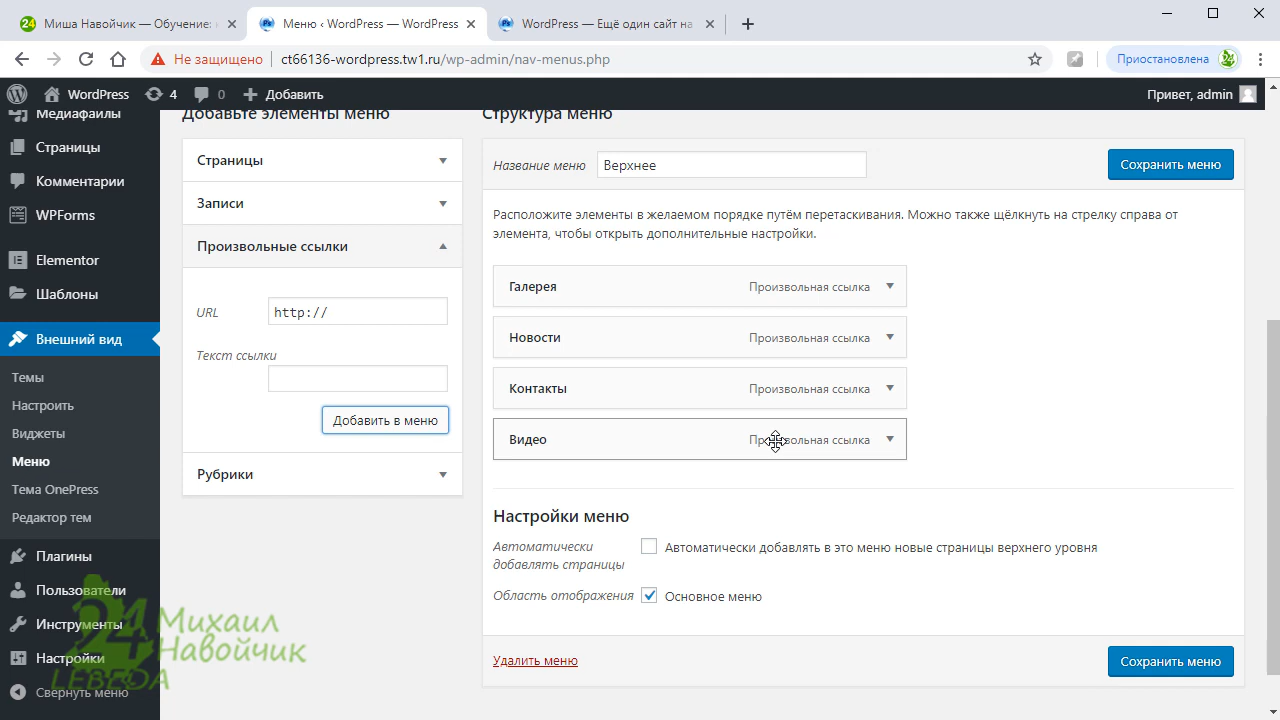 Миша Навойчик — Обучение:
Меню ‹ WordPress — WordPress
WordPress — Ещё один сайт на
Не защищено
ct66136-wordpress.tw1.ru/wp-admin/nav-menus.php
Приостановлена
24
WordPress
4
0
Добавить
Привет, admin
Медиафайлы
Страницы
Комментарии
WPForms
Elementor
Шаблоны
Внешний вид
Темы
Настроить
Виджеты
Меню
Тема OnePress
Редактор тем
Плагины
Пользователи
Инструменты
Настройки
Свернуть меню
24 Михаил
Навойчик
LEBEDA
Добавьте элементы меню
Страницы
Записи
Произвольные ссылки
URL
http://
Текст ссылки
Добавить в меню
Рубрики
Структура меню
Название меню
Верхнее
Сохранить меню
Расположите элементы в желаемом порядке путём перетаскивания. Можно также щёлкнуть на стрелку справа от
элемента, чтобы открыть дополнительные настройки.
Галерея Произвольная ссылка
Новости Произвольная ссылка
Контакты Произвольная ссылка
Видео Произвольная ссылка
Настройки меню
Автоматически
добавлять страницы
Автоматически добавлять в это меню новые страницы верхнего уровня
Область отображения
Основное меню
Удалить меню
Сохранить меню